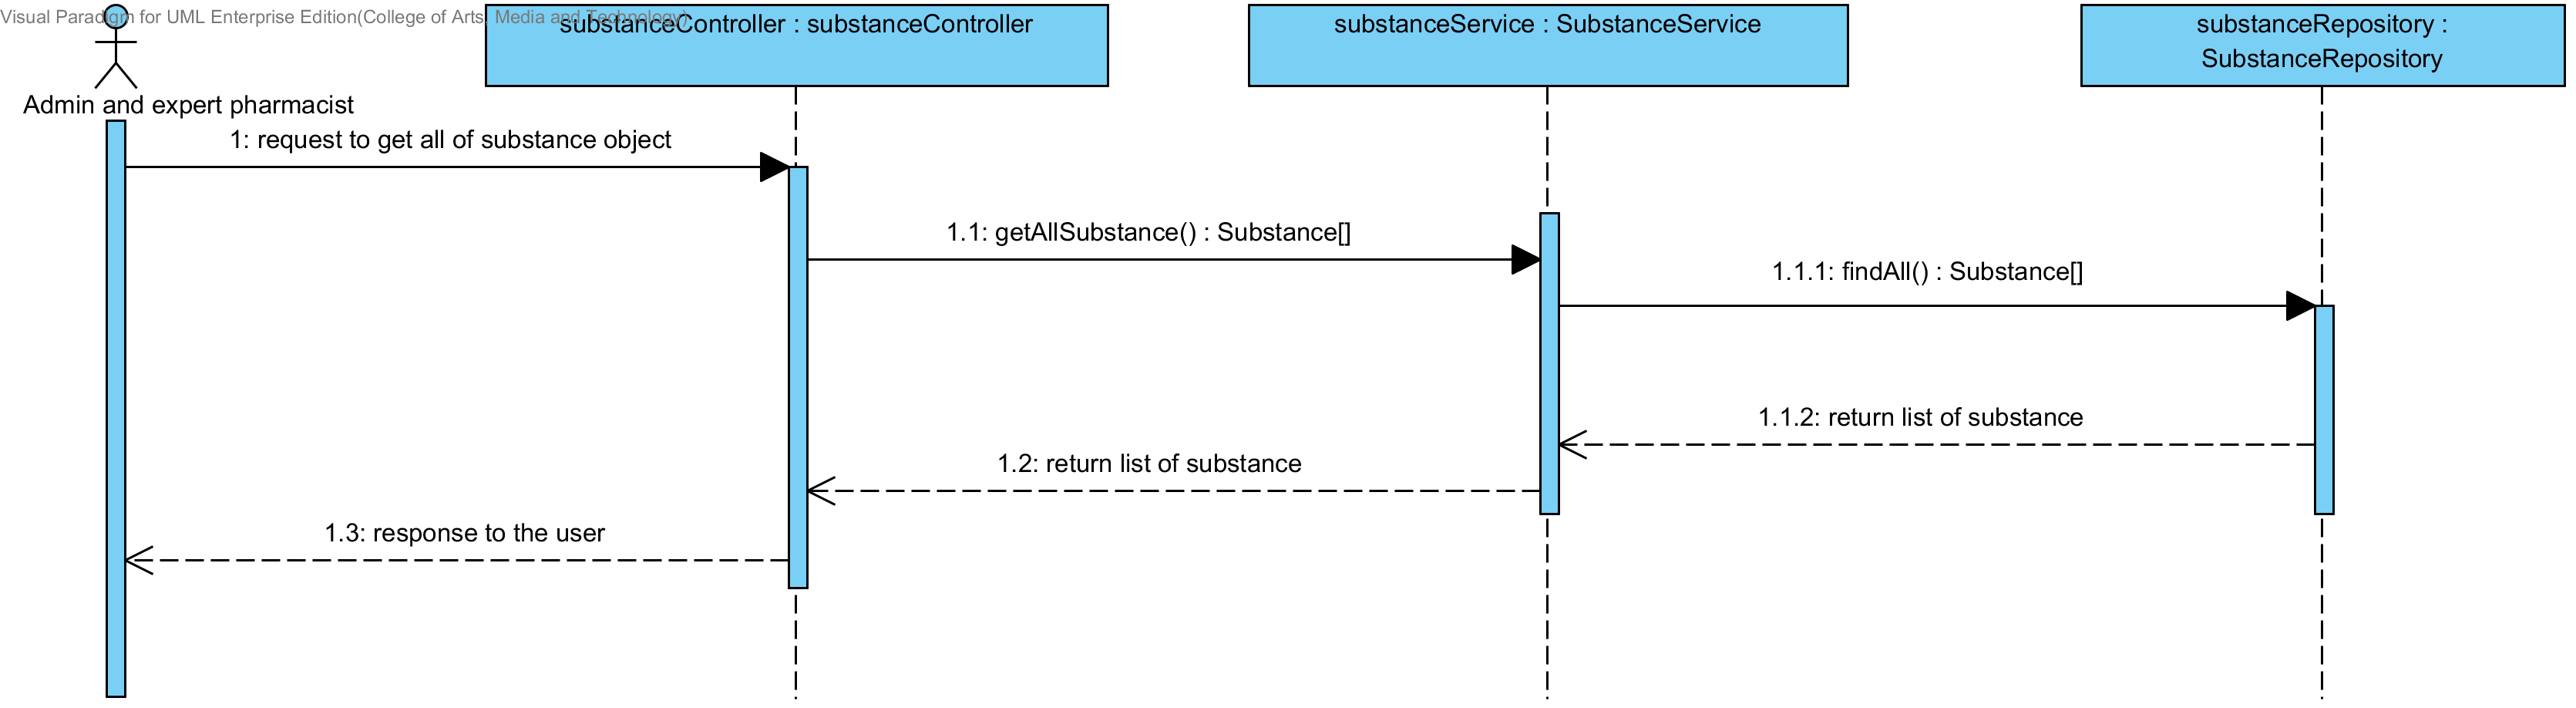 Visual Paradigm for UML Enterprise Edition(College of Arts, Media and Technology)
substanceController : substanceController
substanceService : SubstanceService
substanceRepository :
SubstanceRepository
Admin and expert pharmacist
1: request to get all of substance object
1.1: getAllSubstance() : Substance[]
1.1.1: findAll() : Substance[]
1.1.2: return list of substance
1.2: return list of substance
1.3: response to the user